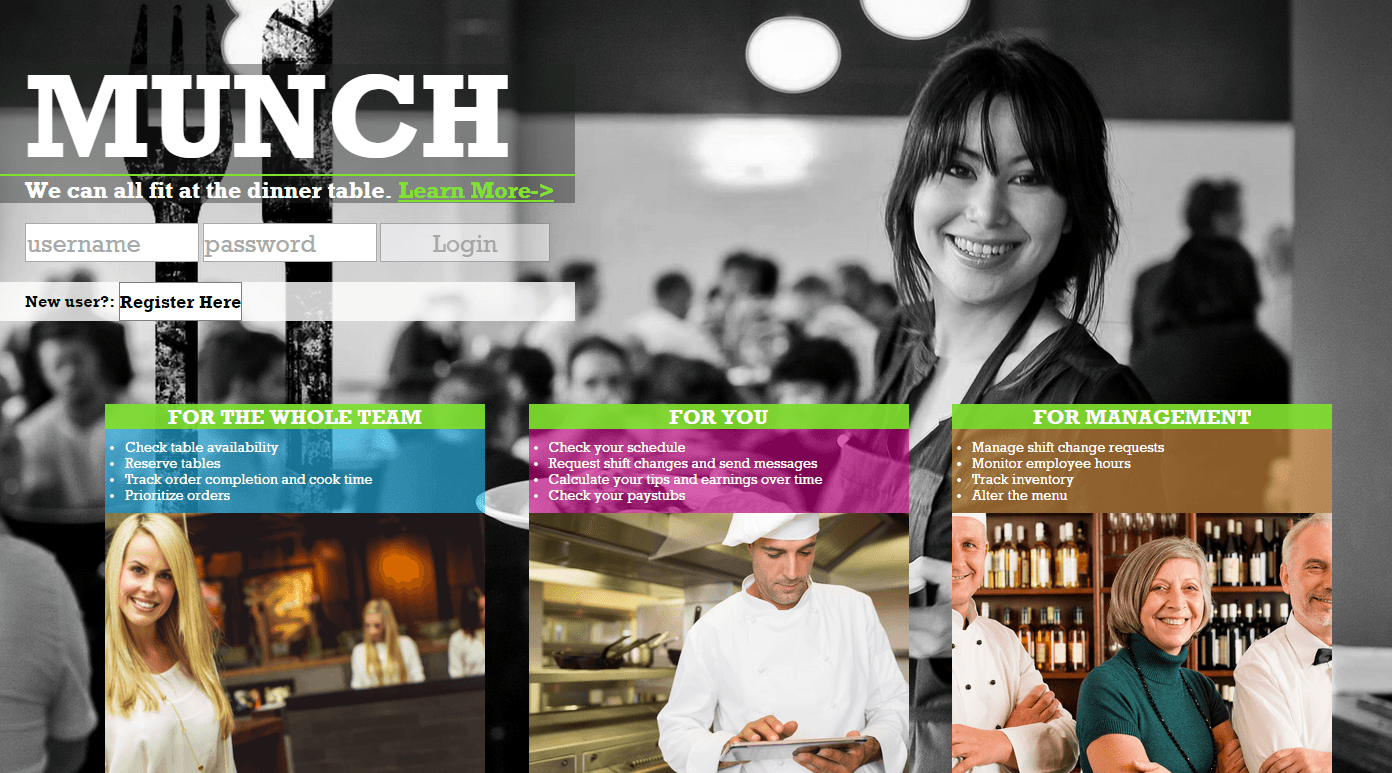 MUNCH
We can all fit at the dinner table. Learn More->
username password Login
New user?: Register Here
FOR THE WHOLE TEAM
• Check table availability
• Reserve tables
• Track order completion and cook time
• Prioritize orders
FOR YOU
• Check your schedule
• Request shift changes and send messages
• Calculate your tips and earnings over time
• Check your paystubs
FOR MANAGEMENT
• Manage shift change requests
• Monitor employee hours
• Track inventory
• Alter the menu